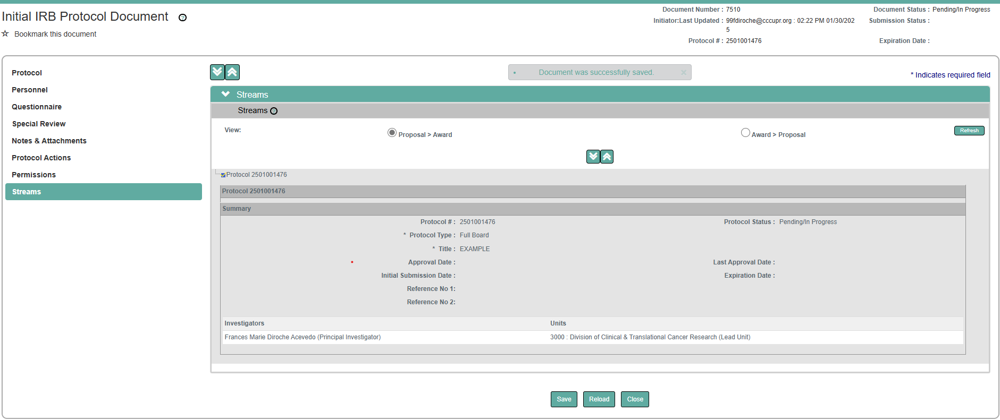 Initial IRB Protocol Document
Bookmark this document
Document Number : 7510
Document Status : Pending/In Progress
Initiator:Last Updated : 99fdiroche@cccupr.org : 02:22 PM 01/30/202
5
Submission Status :
Protocol # : 2501001476
Expiration Date :
Protocol
Personnel
Questionnaire
Special Review
Notes & Attachments
Protocol Actions
Permissions
Streams
Document was successfully saved.
* Indicates required field
Streams
Streams
View:
Proposal > Award
Award > Proposal
Refresh
Protocol 2501001476
Protocol 2501001476
Summary
Protocol # : 2501001476
Protocol Status : Pending/In Progress
* Protocol Type : Full Board
* Title : EXAMPLE
Approval Date :
Last Approval Date :
Initial Submission Date :
Expiration Date :
Reference No 1:
Reference No 2:
Investigators
Units
Frances Marie Diroche Acevedo (Principal Investigator)
3000 : Division of Clinical & Translational Cancer Research (Lead Unit)
Save
Reload
Close